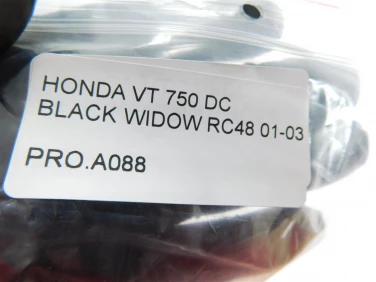 HONDA VT 750 DC
BLACK WIDOW RC48 01-03
PRO.A088